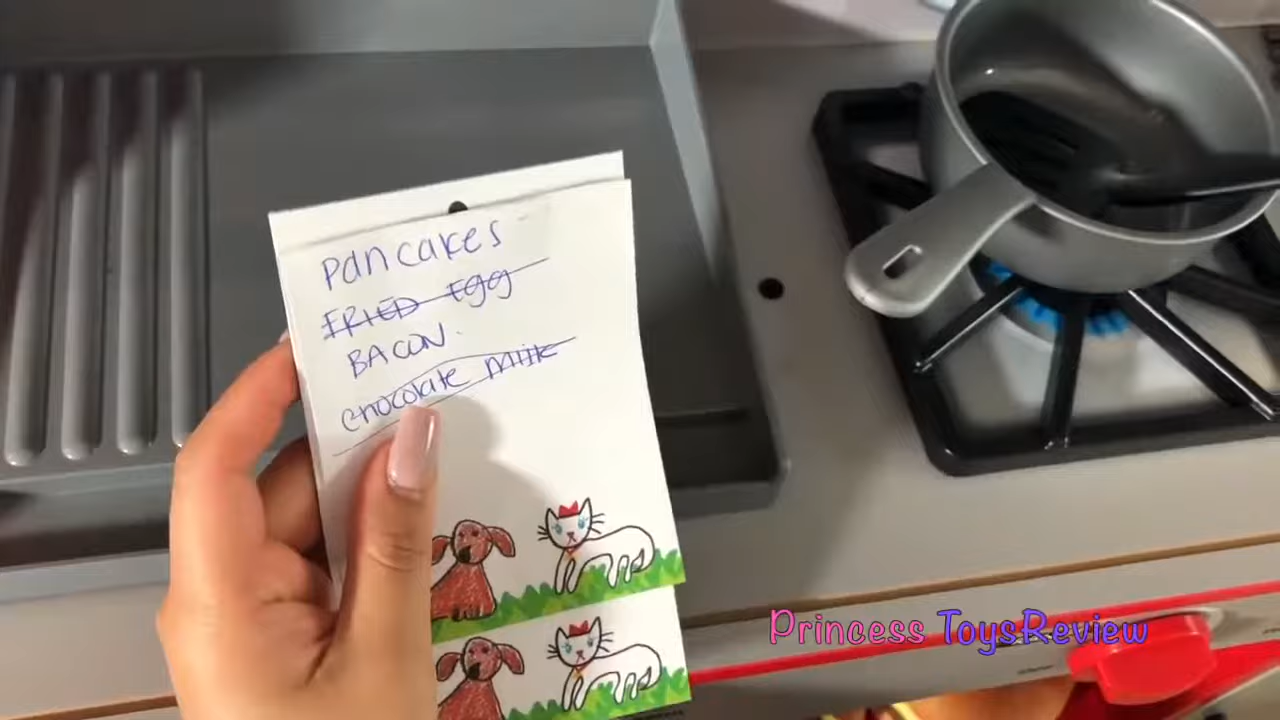 Pancakes
FRIED Egg
BACON.
chocolate milk
Princess ToysReview